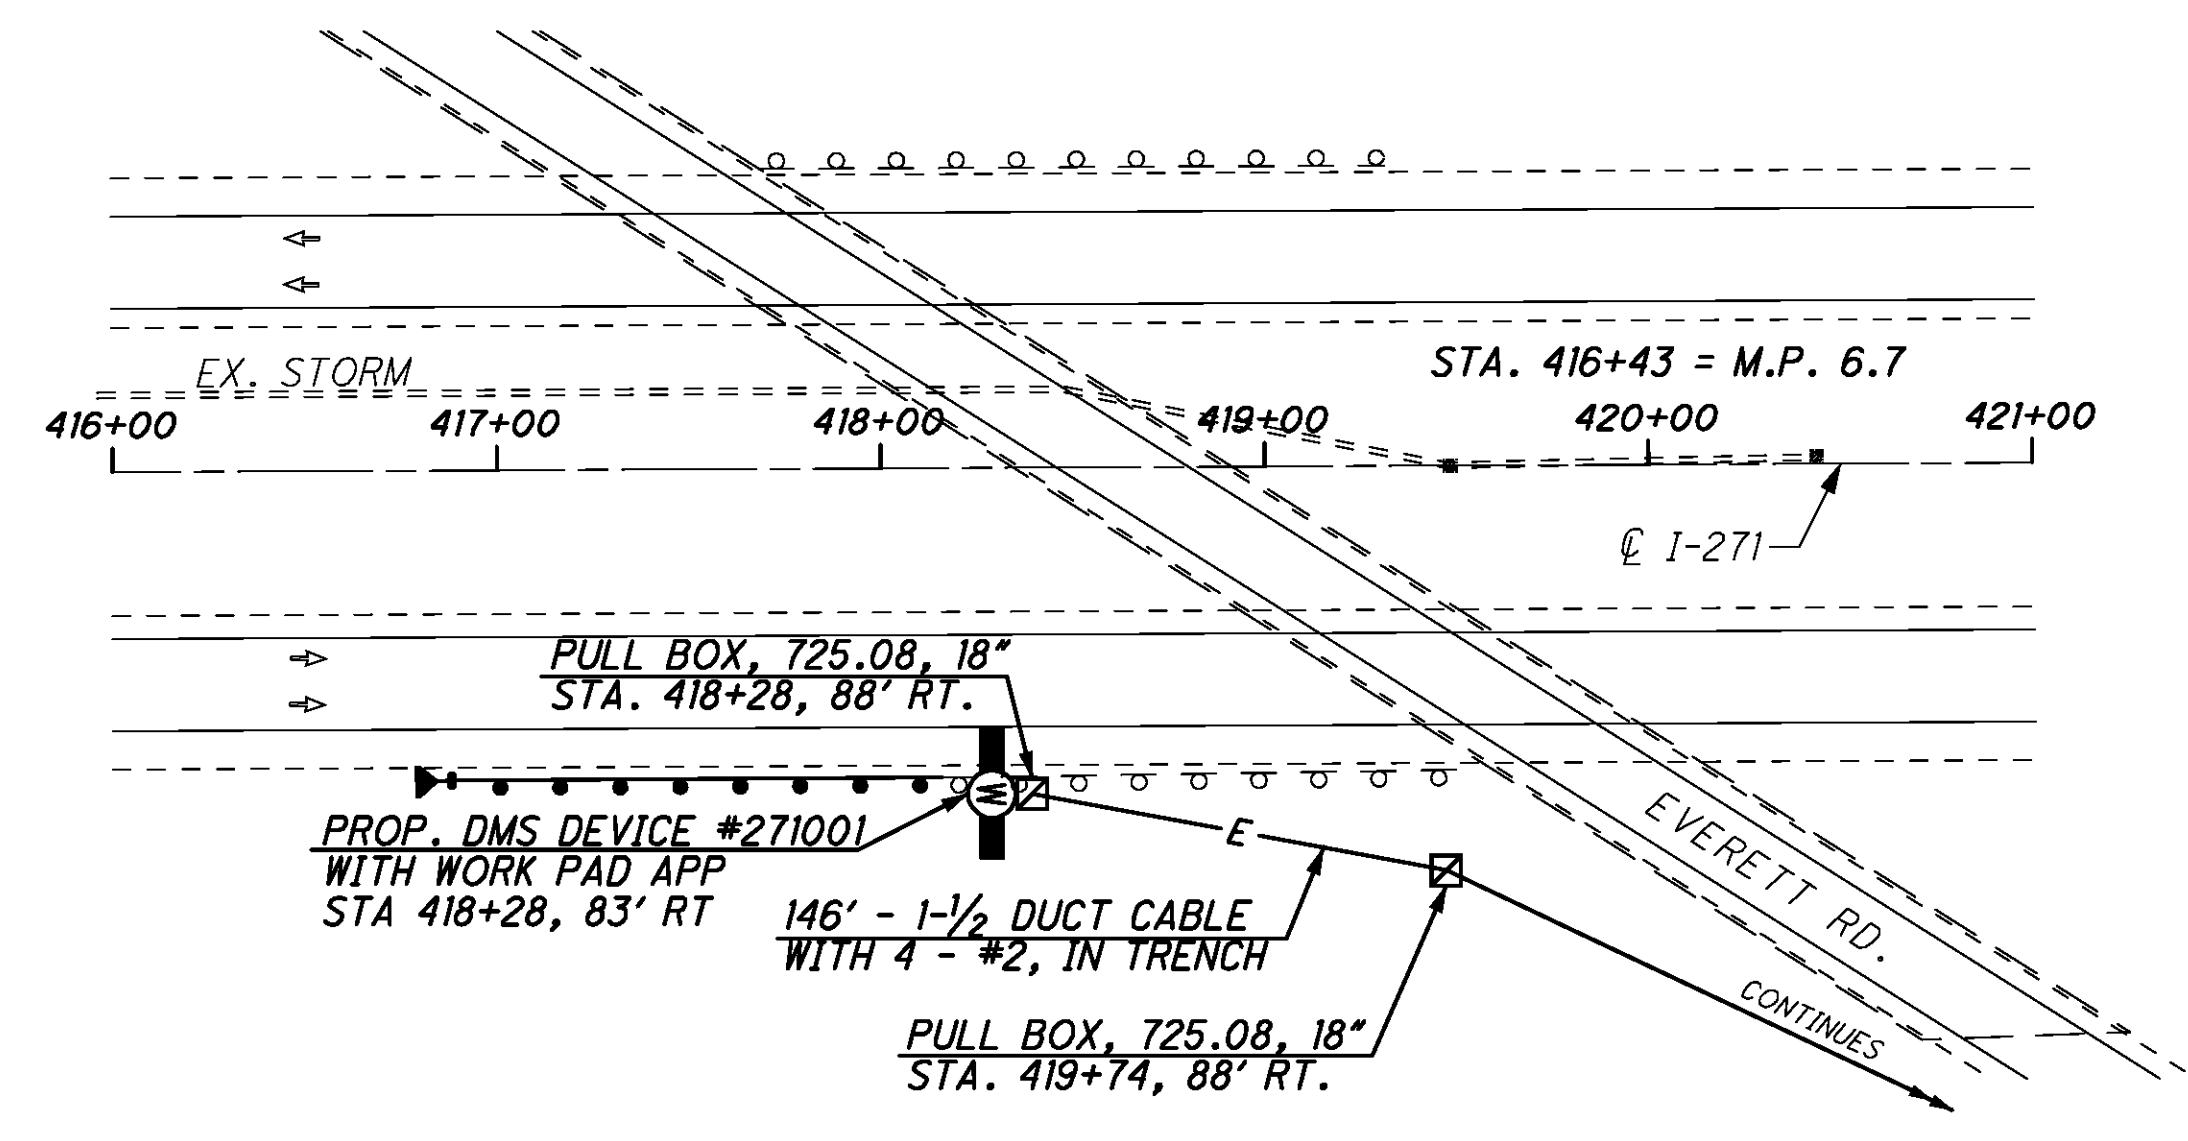 EX. STORM
STA. 416+43 = M.P. 6.7
416+00 417+00 418+00 419+00 420+00 421+00
℄ I-271
PULL BOX, 725.08, 18"
STA. 418+28, 88' RT.
PROP. DMS DEVICE #271001
WITH WORK PAD APP
STA 418+28, 83' RT
E
146' - 1-1/2 DUCT CABLE
WITH 4 - #2, IN TRENCH
EVERETT RD.
CONTINUES
PULL BOX, 725.08, 18"
STA. 419+74, 88' RT.